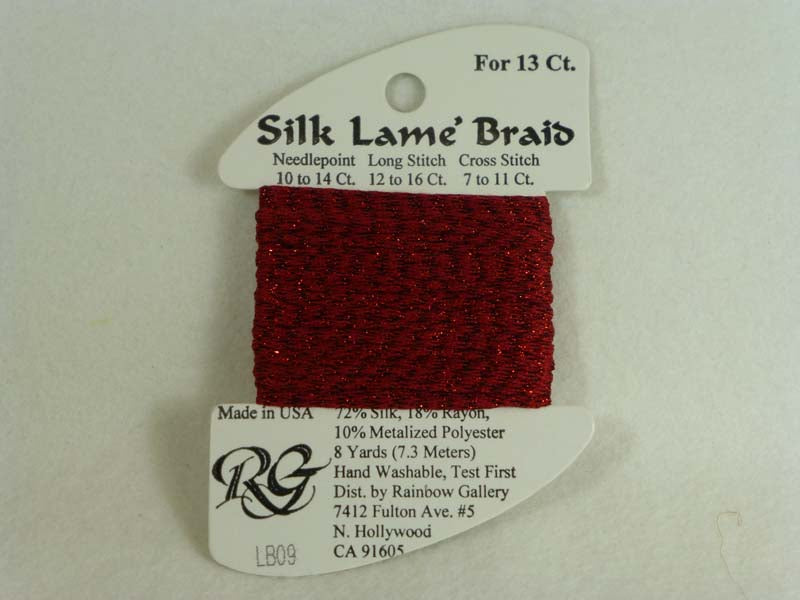 For 13 Ct.
Silk Lame' Braid
Needlepoint Long Stitch Cross Stitch
10 to 14 Ct. 12 to 16 Ct. 7 to 11 Ct.
Made in USA 72% Silk, 18% Rayon,
10% Metalized Polyester
8 Yards (7.3 Meters)
Hand Washable, Test First
Dist. by Rainbow Gallery
7412 Fulton Ave. #5
N. Hollywood
CA 91605
RG
LB09